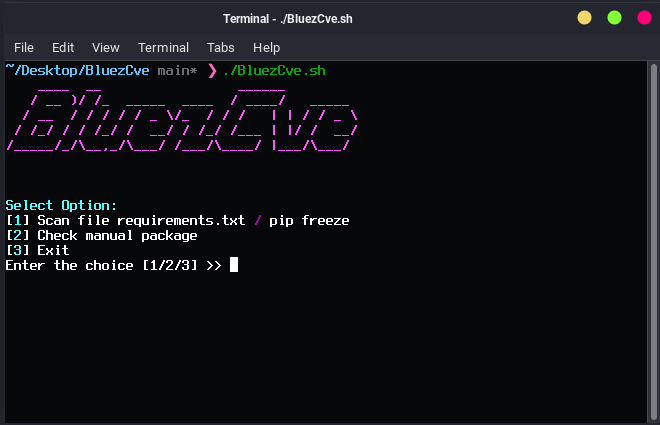 Terminal - ./BluezCve.sh
File Edit View Terminal Tabs Help
~/Desktop/BluezCve main* ❯ ./BluezCve.sh
BluezCve
Select Option:
[1] Scan file requirements.txt / pip freeze
[2] Check manual package
[3] Exit
Enter the choice [1/2/3] >>